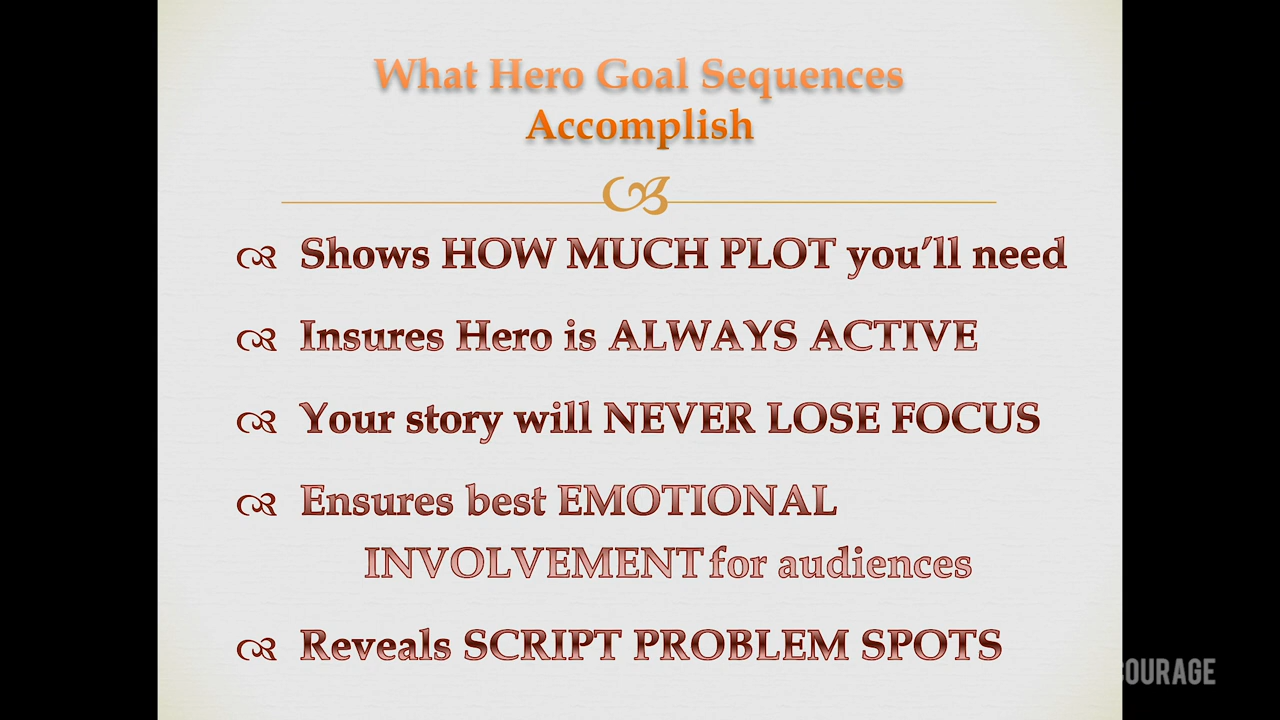 What Hero Goal Sequences
Accomplish
Shows HOW MUCH PLOT you'll need
Insures Hero is ALWAYS ACTIVE
Your story will NEVER LOSE FOCUS
Ensures best EMOTIONAL
INVOLVEMENT for audiences
Reveals SCRIPT PROBLEM SPOTS